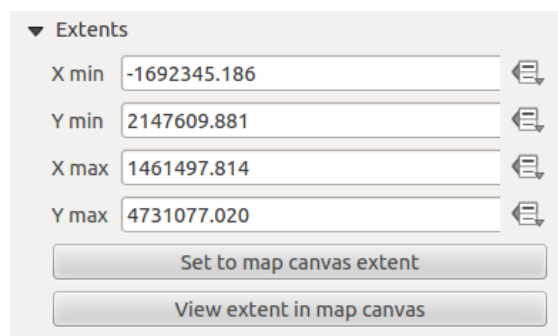 Extents
X min -1692345.186
Y min 2147609.881
X max 1461497.814
Y max 4731077.020
Set to map canvas extent
View extent in map canvas